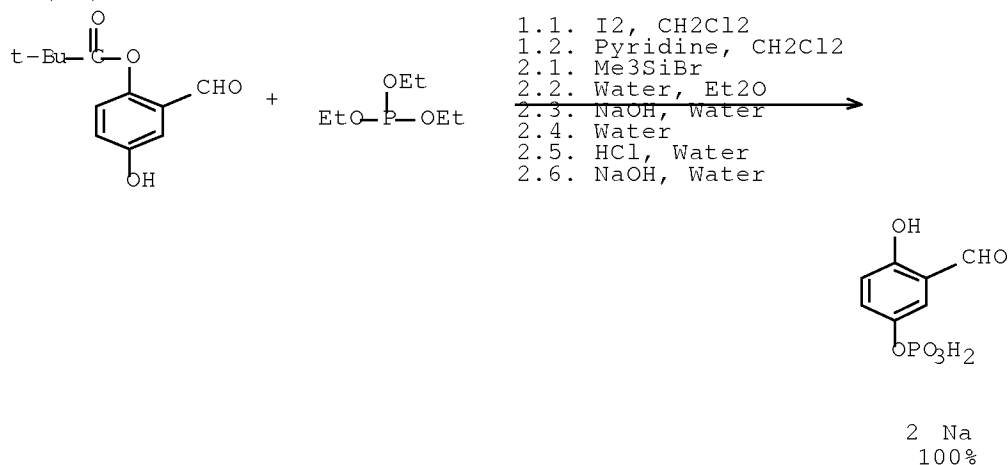 O
t-Bu C O
CHO
OH
+
OEt
EtO P OEt
1.1. I2, CH2Cl2
1.2. Pyridine, CH2Cl2
2.1. Me3SiBr
2.2. Water, Et2O
2.3. NaOH, Water
2.4. Water
2.5. HCl, Water
2.6. NaOH, Water
OH
CHO
OPO3H2
2 Na
100%